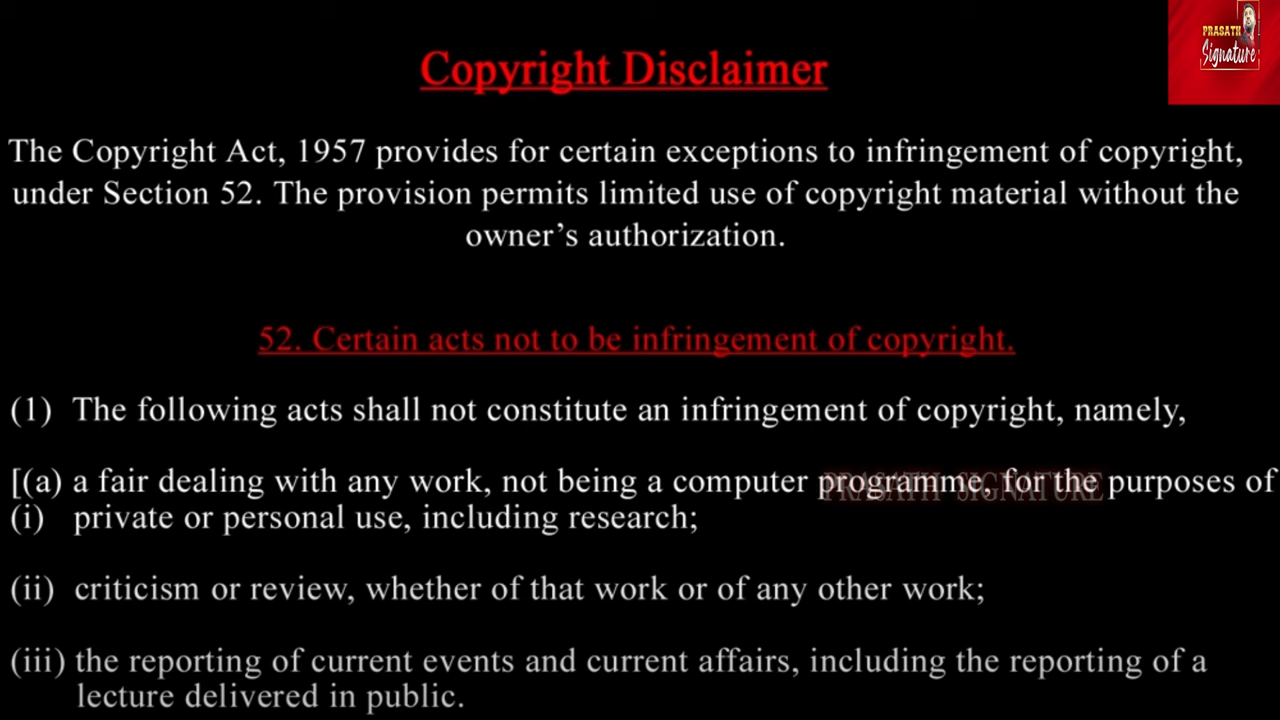 PRASATH
Signature
Copyright Disclaimer
The Copyright Act, 1957 provides for certain exceptions to infringement of copyright,
under Section 52. The provision permits limited use of copyright material without the
owner’s authorization.
52. Certain acts not to be infringement of copyright.
(1) The following acts shall not constitute an infringement of copyright, namely,
[(a) a fair dealing with any work, not being a computer programme, for the purposes of
PRASATH SIGNATURE
(i) private or personal use, including research;
(ii) criticism or review, whether of that work or of any other work;
(iii) the reporting of current events and current affairs, including the reporting of a
lecture delivered in public.